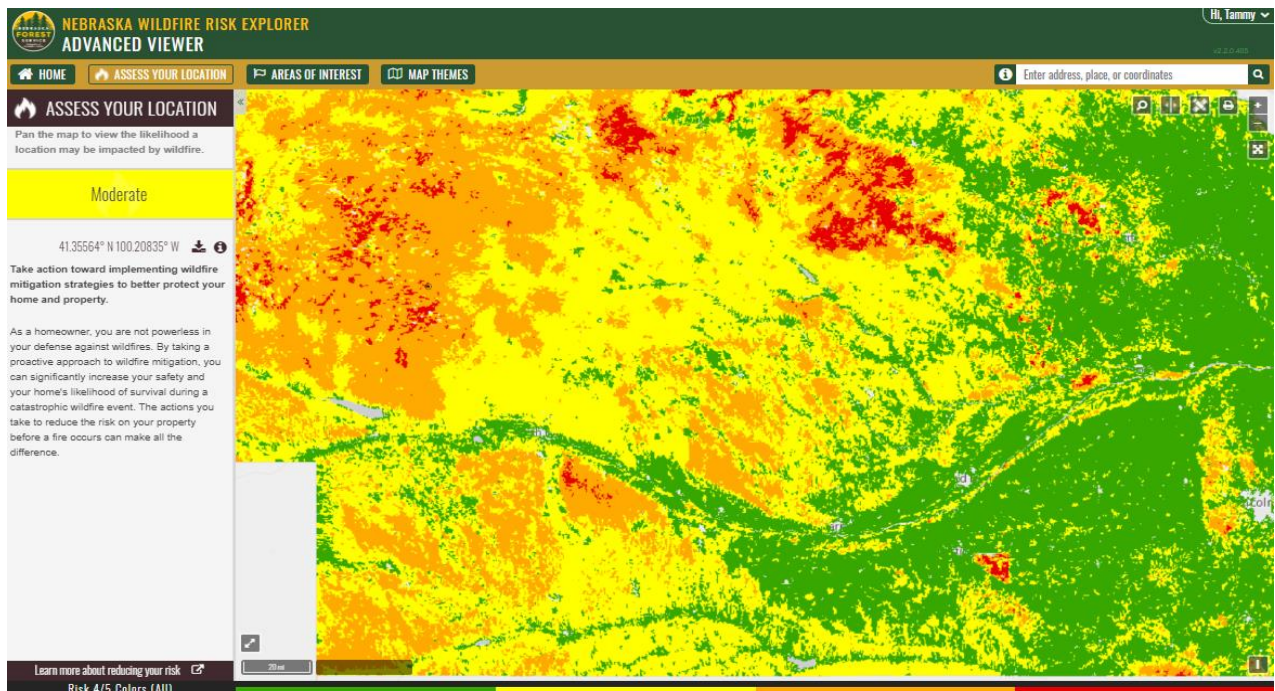 NEBRASKA WILDFIRE RISK EXPLORER
ADVANCED VIEWER
Hi, Tammy
v2.2.0.465
HOME
ASSESS YOUR LOCATION
AREAS OF INTEREST
MAP THEMES
Enter address, place, or coordinates
ASSESS YOUR LOCATION
Pan the map to view the likelihood a
location may be impacted by wildfire.
Moderate
41.35564° N 100.20835° W
Take action toward implementing wildfire
mitigation strategies to better protect your
home and property.
As a homeowner, you are not powerless in
your defense against wildfires. By taking a
proactive approach to wildfire mitigation, you
can significantly increase your safety and
your home's likelihood of survival during a
catastrophic wildfire event. The actions you
take to reduce the risk on your property
before a fire occurs can make all the
difference.
20 mi
Learn more about reducing your risk
Risk 4/5 Colors (All)